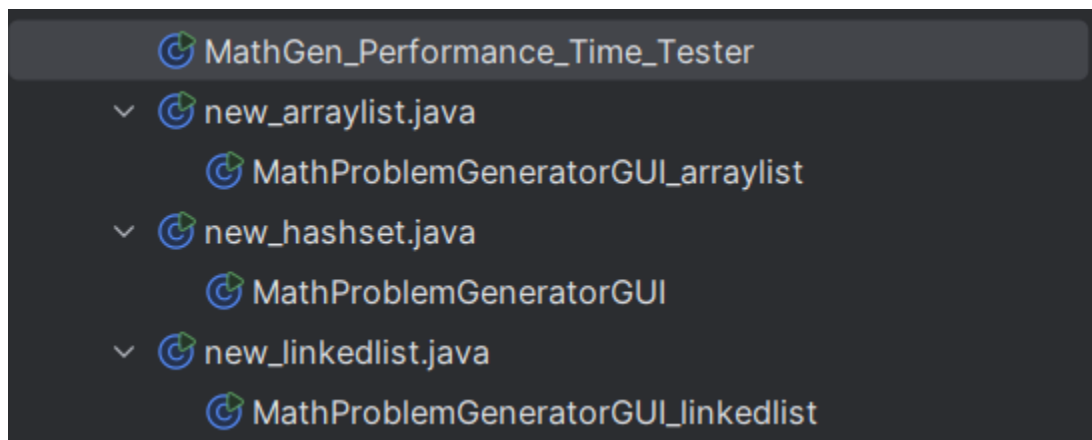 MathGen_Performance_Time_Tester
new_arraylist.java
MathProblemGeneratorGUI_arraylist
new_hashset.java
MathProblemGeneratorGUI
new_linkedlist.java
MathProblemGeneratorGUI_linkedlist